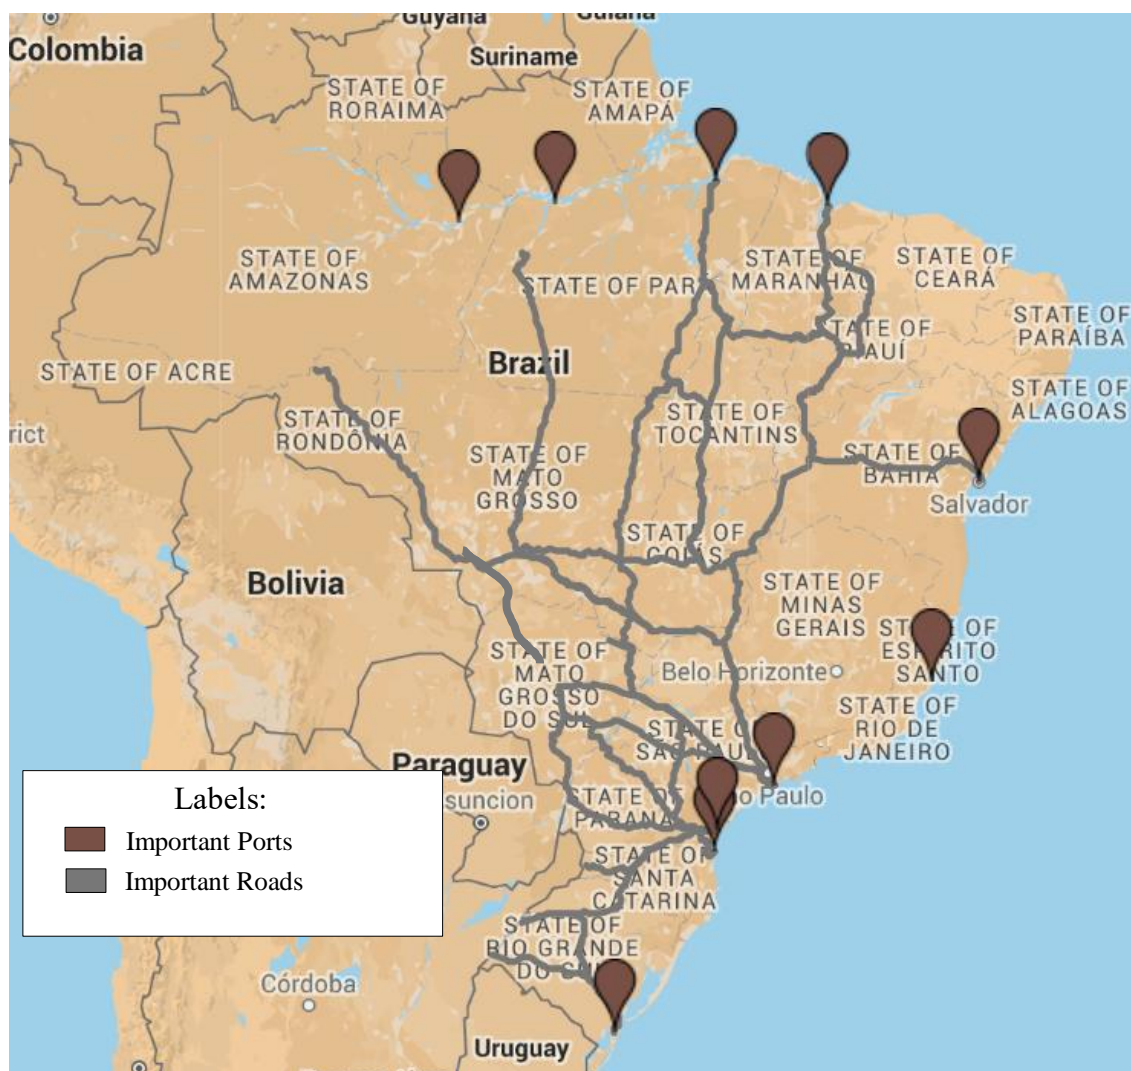 Guyana
Guiana
Colombia
Suriname
STATE OF
RORAIMA
STATE OF
AMAPÁ
STATE OF
AMAZONAS
STATE OF PAR
STATE OF
MARANHÃO
STATE OF
CEARÁ
STATE OF
PARAÍBA
TATE OF
PIAUÍ
Brazil
STATE OF ACRE
STATE OF
ALAGOAS
STATE OF
RONDÔNIA
STATE OF
TOCANTINS
rict
STATE OF
MATO
GROSSO
STATE OF
BAHIA
Salvador
STATE OF
GOIÁS
Bolivia
STATE OF
MINAS
GERAIS
STATE OF
ESPÍRITO
SANTO
STATE OF
MATO
GROSSO
DO SUL
Belo Horizonte
STATE OF
RIO DE
JANEIRO
STATE OF
SÃO PAULO
Paraguay
suncion
o Paulo
STATE OF
PARANÁ
Labels:
Important Ports
Important Roads
STATE OF
SANTA
CATARINA
STATE OF
RIO GRANDE
DO SUL
Córdoba
Uruguay